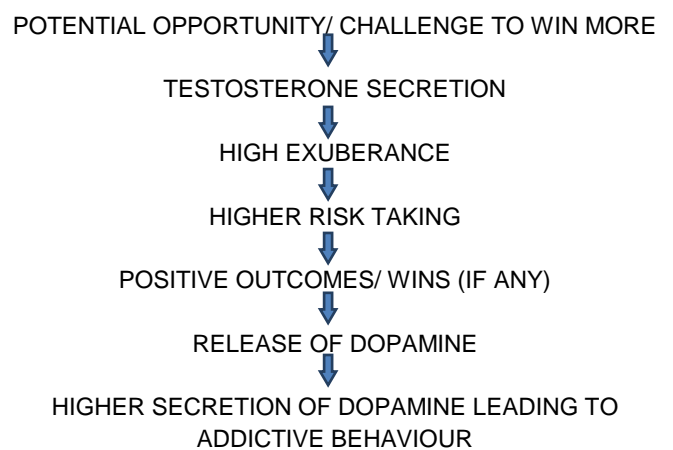 POTENTIAL OPPORTUNITY/ CHALLENGE TO WIN MORE
TESTOSTERONE SECRETION
HIGH EXUBERANCE
HIGHER RISK TAKING
POSITIVE OUTCOMES/ WINS (IF ANY)
RELEASE OF DOPAMINE
HIGHER SECRETION OF DOPAMINE LEADING TO
ADDICTIVE BEHAVIOUR